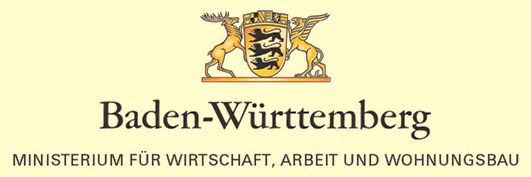 Baden-Württemberg
MINISTERIUM FÜR WIRTSCHAFT, ARBEIT UND WOHNUNGSBAU